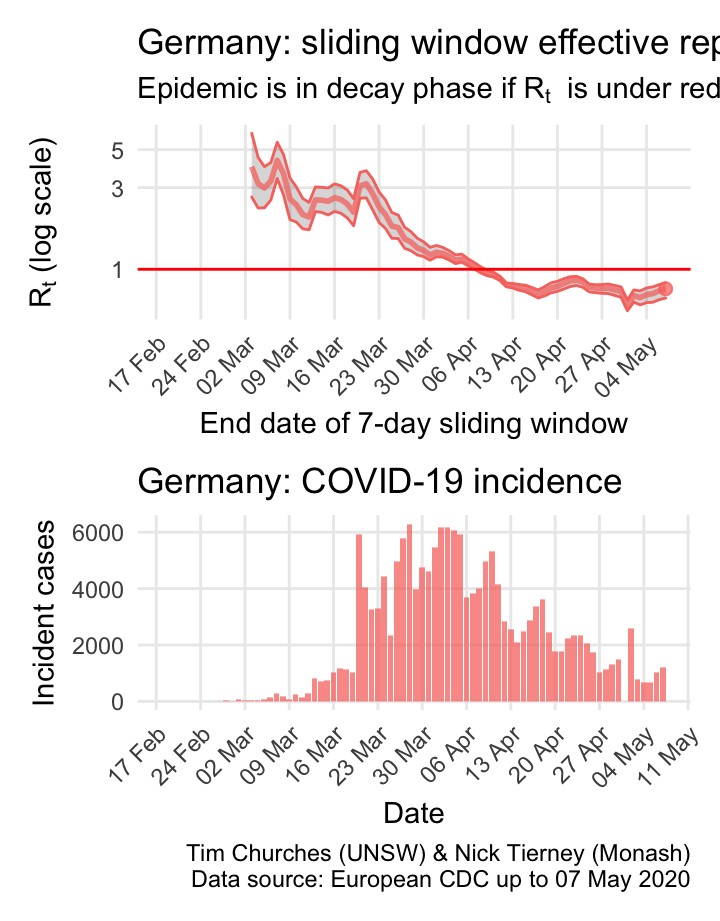 Germany: sliding window effective rep
Epidemic is in decay phase if Rt is under red
5
3
1
Rt (log scale)
17 Feb
24 Feb
02 Mar
09 Mar
16 Mar
23 Mar
30 Mar
06 Apr
13 Apr
20 Apr
27 Apr
04 May
End date of 7-day sliding window
Germany: COVID-19 incidence
6000
4000
2000
0
Incident cases
17 Feb
24 Feb
02 Mar
09 Mar
16 Mar
23 Mar
30 Mar
06 Apr
13 Apr
20 Apr
27 Apr
04 May
11 May
Date
Tim Churches (UNSW) & Nick Tierney (Monash)
Data source: European CDC up to 07 May 2020